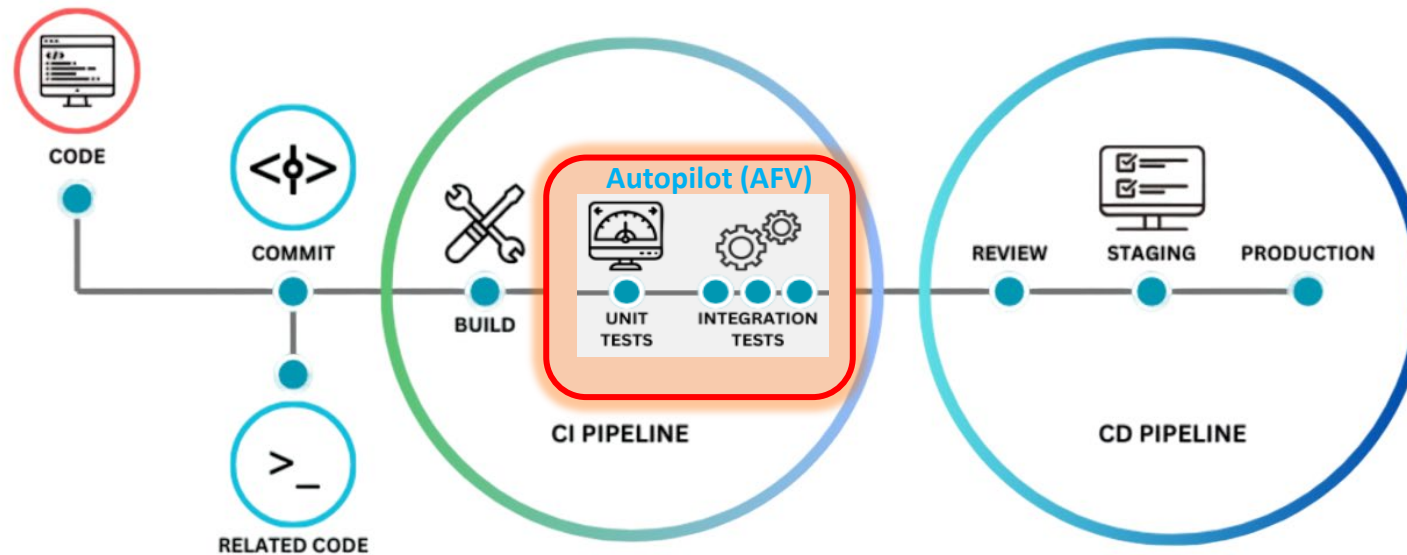 CODE
<ϕ>
COMMIT
>_
RELATED CODE
BUILD
Autopilot (AFV)
UNIT
TESTS
INTEGRATION
TESTS
CI PIPELINE
REVIEW
STAGING
PRODUCTION
CD PIPELINE